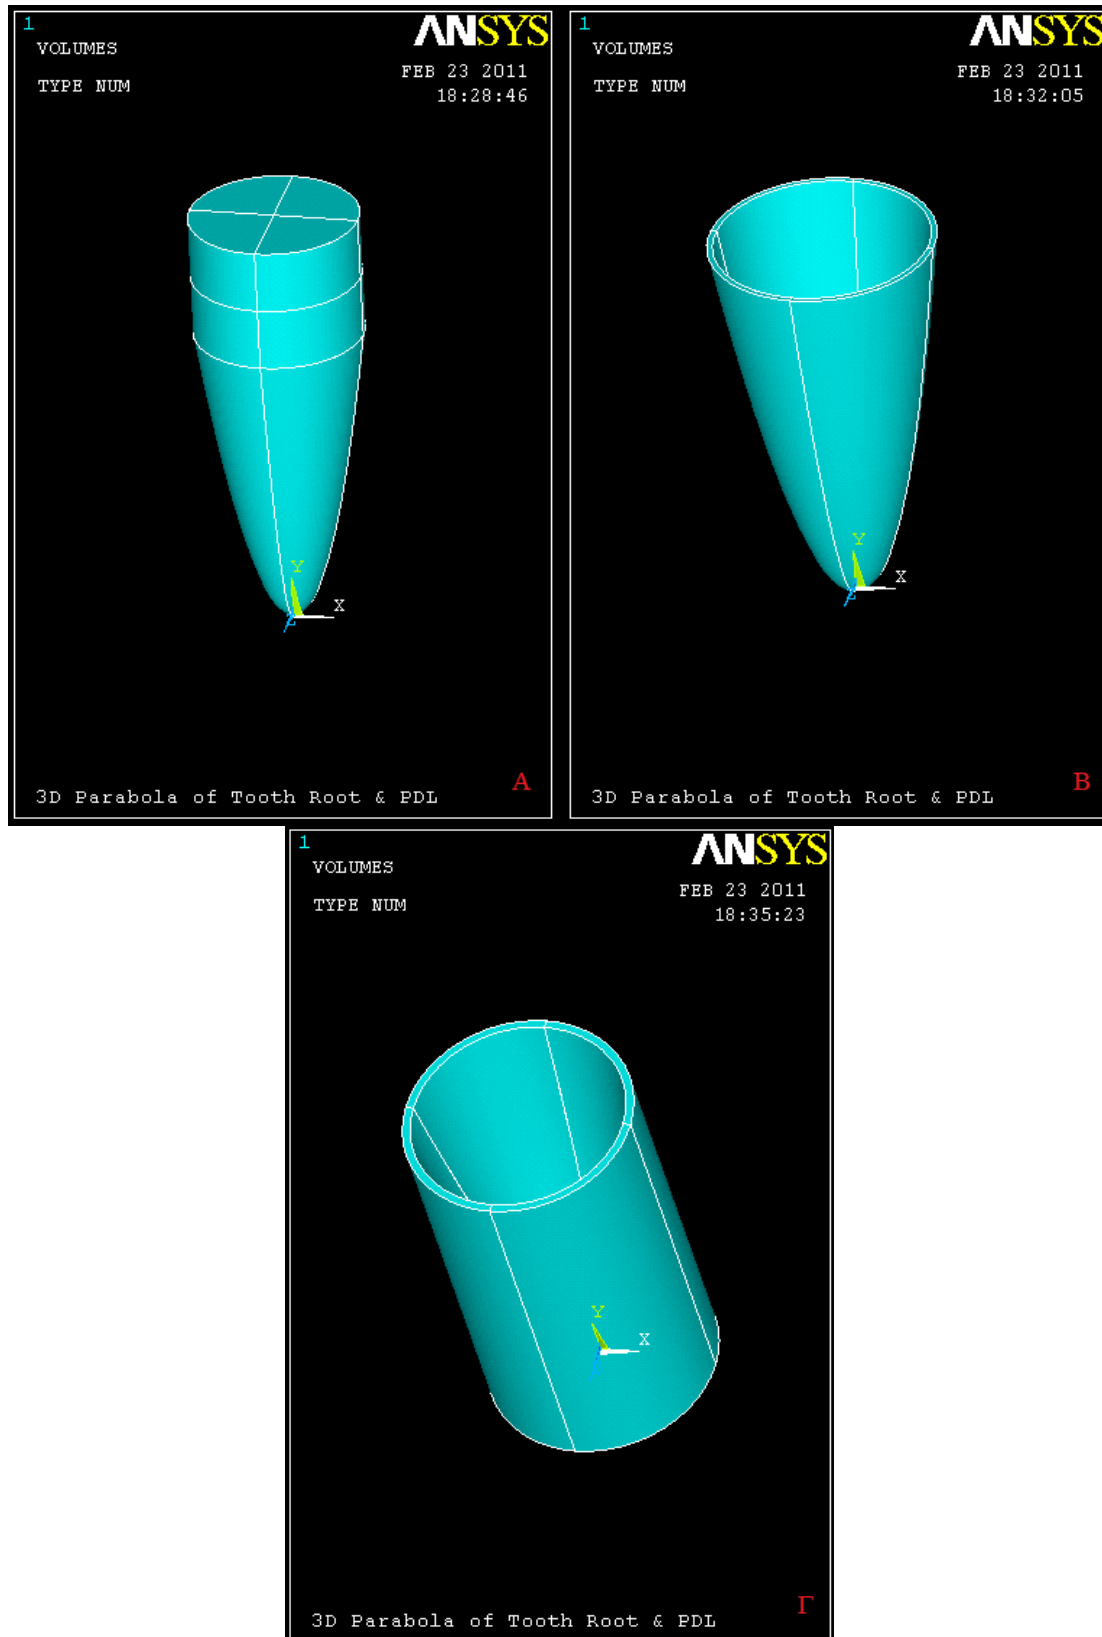 1
ANSYS
VOLUMES
TYPE NUM
FEB 23 2011
18:28:46
Y
X
Z
3D Parabola of Tooth Root & PDL
Α
1
ANSYS
VOLUMES
TYPE NUM
FEB 23 2011
18:32:05
Y
X
Z
3D Parabola of Tooth Root & PDL
Β
1
ANSYS
VOLUMES
TYPE NUM
FEB 23 2011
18:35:23
Y
X
3D Parabola of Tooth Root & PDL
Γ